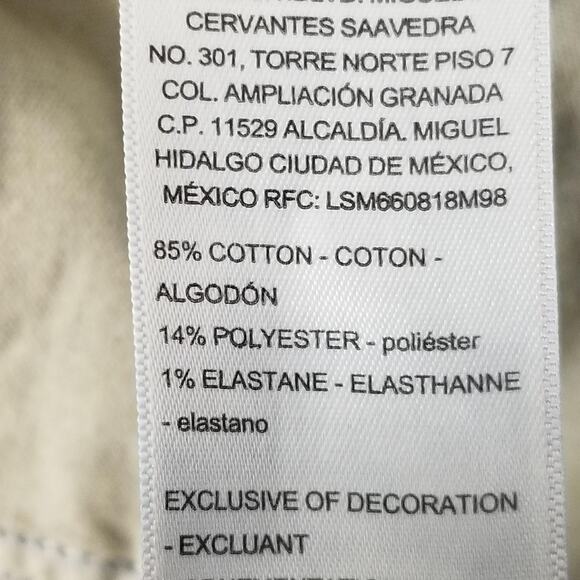 CERVANTES SAAVEDRA
NO. 301, TORRE NORTE PISO 7
COL. AMPLIACIÓN GRANADA
C.P. 11529 ALCALDÍA. MIGUEL
HIDALGO CIUDAD DE MÉXICO,
MÉXICO RFC: LSM660818M98
85% COTTON - COTON -
ALGODÓN
14% POLYESTER - poliéster
1% ELASTANE - ELASTHANNE
- elastano
EXCLUSIVE OF DECORATION
- EXCLUANT